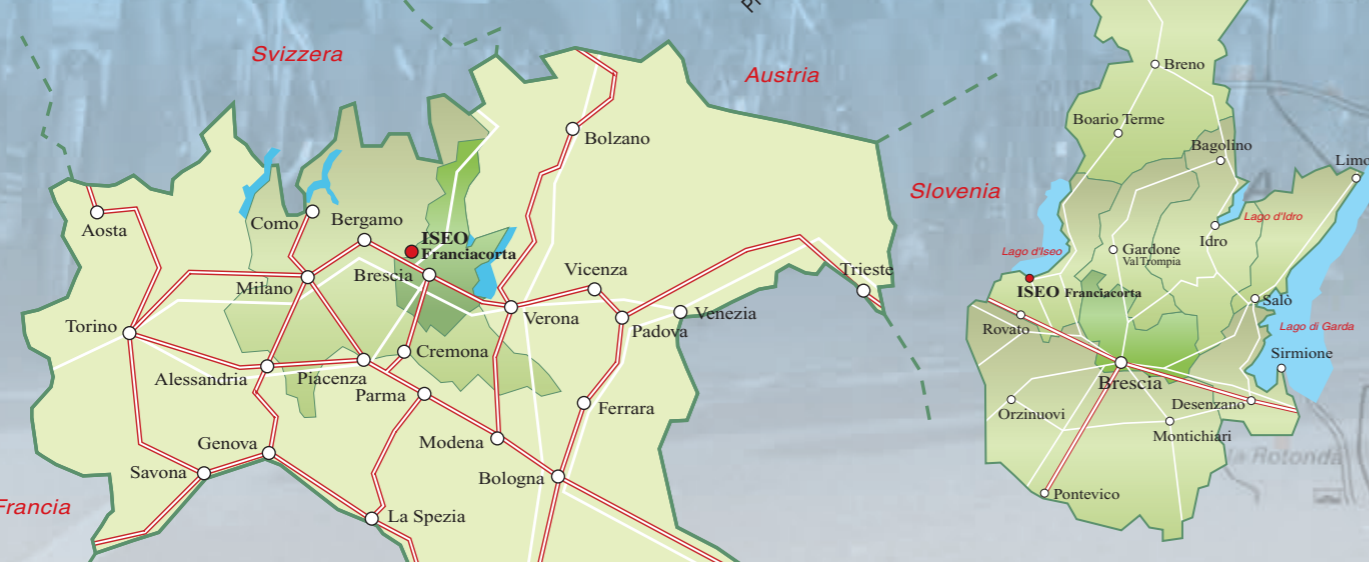 Svizzera
Austria
Slovenia
Francia
Bolzano
Aosta
Como
Bergamo
ISEO
Franciacorta
Brescia
Milano
Vicenza
Trieste
Torino
Verona
Padova
Venezia
Alessandria
Piacenza
Cremona
Parma
Ferrara
Genova
Modena
Savona
Bologna
La Spezia
Breno
Boario Terme
Bagolino
Limo
Lago d'Idro
Lago d'Iseo
Gardone
Val Trompia
Idro
ISEO Franciacorta
Salò
Rovato
Lago di Garda
Sirmione
Brescia
Orzinuovi
Desenzano
Montichiari
la Rotonda
Pontevico